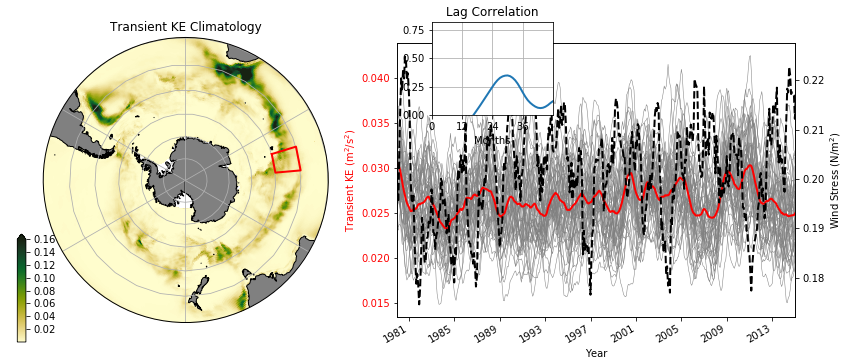 Transient KE Climatology
0.16
0.14
0.12
0.10
0.08
0.06
0.04
0.02
Lag Correlation
0.75
0.50
0.25
0.00
0 12 24 36
Months
0.040
0.035
0.030
0.025
0.020
0.015
Transient KE (m²/s²)
0.22
0.21
0.20
0.19
0.18
Wind Stress (N/m²)
1981 1985 1989 1993 1997 2001 2005 2009 2013
Year